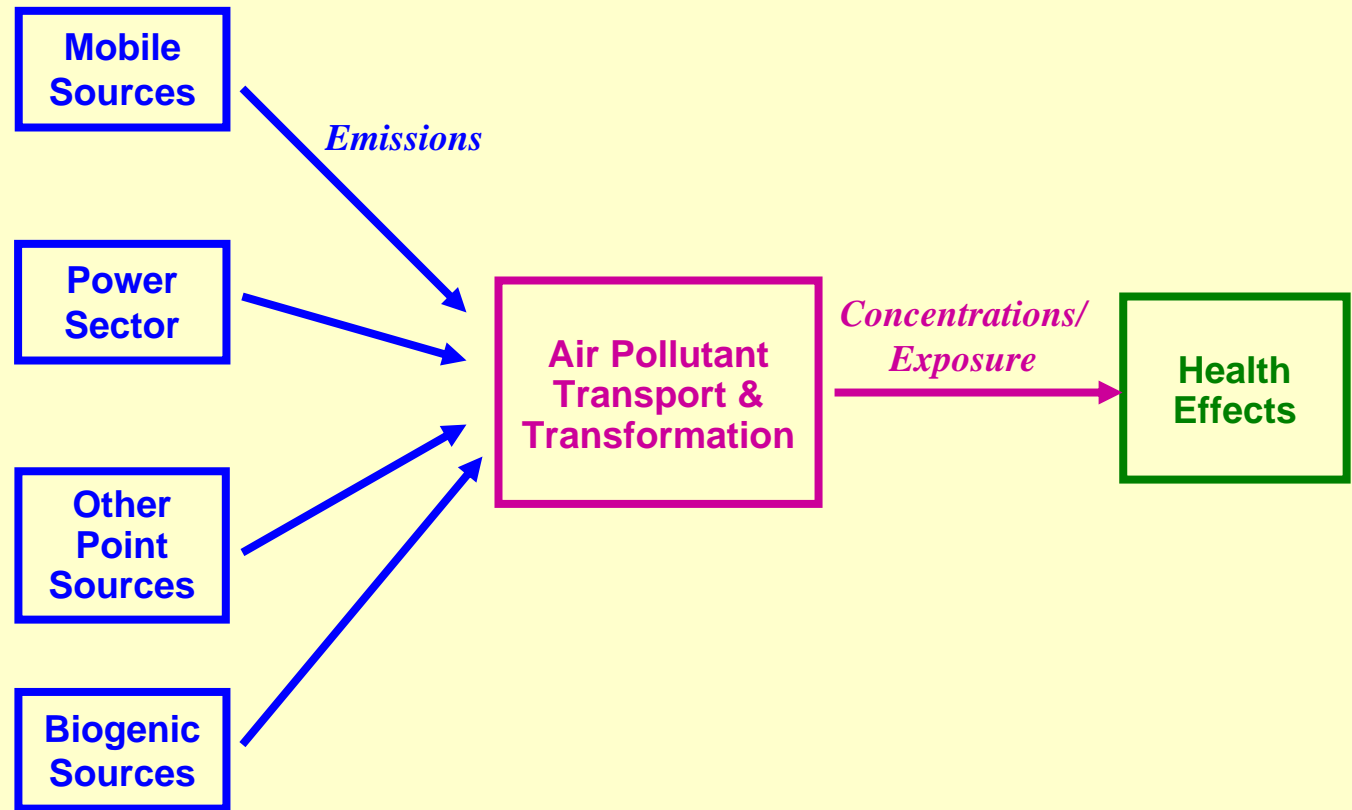 Mobile
Sources
Emissions
Power
Sector
Other
Point
Sources
Biogenic
Sources
Air Pollutant
Transport &
Transformation
Concentrations/
Exposure
Health
Effects